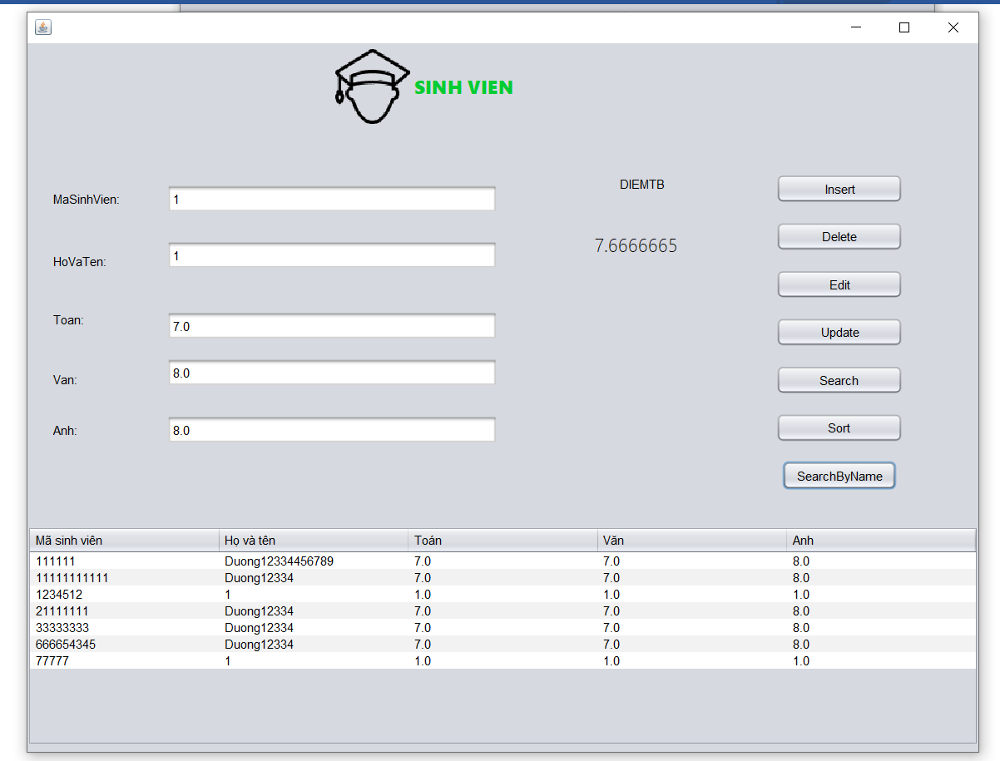 SINH VIEN
MaSinhVien: 1
HoVaTen: 1
Toan: 7.0
Van: 8.0
Anh: 8.0
DIEMTB
7.6666665
Insert
Delete
Edit
Update
Search
Sort
SearchByName
Mã sinh viên Họ và tên Toán Văn Anh
111111 Duong12334456789 7.0 7.0 8.0
11111111111 Duong12334 7.0 7.0 8.0
1234512 1 1.0 1.0 1.0
21111111 Duong12334 7.0 7.0 8.0
33333333 Duong12334 7.0 7.0 8.0
666654345 Duong12334 7.0 7.0 8.0
77777 1 1.0 1.0 1.0